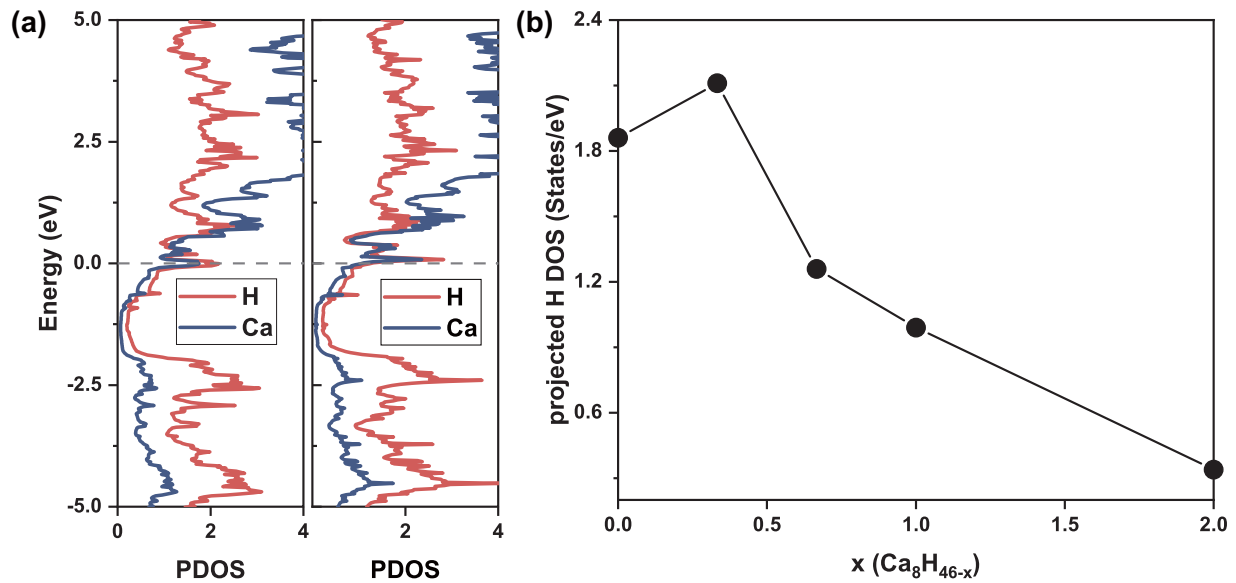 (a)
5.0
2.5
0.0
-2.5
-5.0
Energy (eV)
H
Ca
H
Ca
0 2 4
2 4
PDOS
PDOS
(b)
2.4
1.8
1.2
0.6
projected H DOS (States/eV)
0.0 0.5 1.0 1.5 2.0
x (Ca8H46-x)